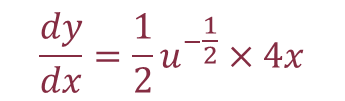 dy/dx = 1/2 u^(-1/2) × 4x